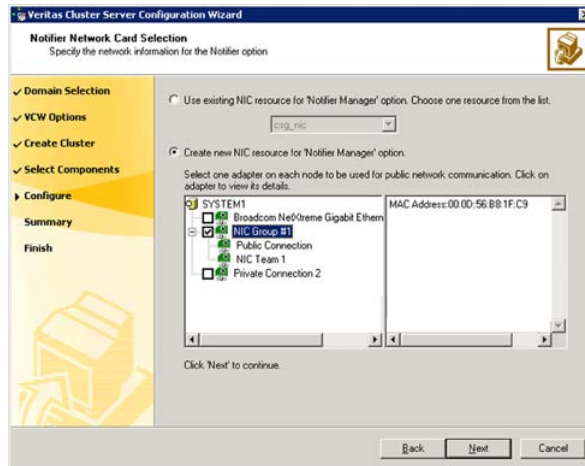 Veritas Cluster Server Configuration Wizard
Notifier Network Card Selection
Specify the network information for the Notifier option
Domain Selection
VCW Options
Create Cluster
Select Components
Configure
Summary
Finish
Use existing NIC resource for 'Notifier Manager' option. Choose one resource from the list.
csg_nic
Create new NIC resource for 'Notifier Manager' option.
Select one adapter on each node to be used for public network communication. Click on
adapter to view its details.
SYSTEM1
Broadcom NetXtreme Gigabit Ethern
NIC Group #1
Public Connection
NIC Team 1
Private Connection 2
MAC Address:00:0D:56:B8:1F:C9
Click 'Next' to continue.
Back
Next
Cancel